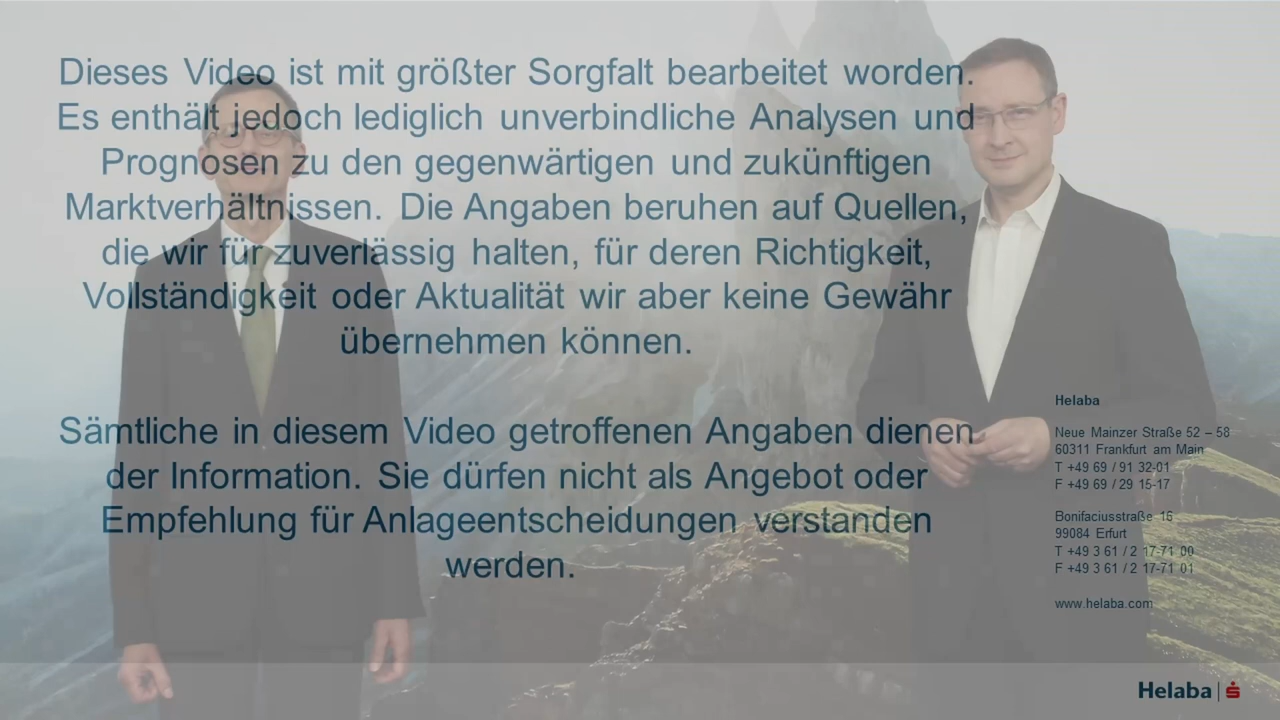 Dieses Video ist mit größter Sorgfalt bearbeitet worden.
Es enthält jedoch lediglich unverbindliche Analysen und
Prognosen zu den gegenwärtigen und zukünftigen
Marktverhältnissen. Die Angaben beruhen auf Quellen,
die wir für zuverlässig halten, für deren Richtigkeit,
Vollständigkeit oder Aktualität wir aber keine Gewähr
übernehmen können.
Sämtliche in diesem Video getroffenen Angaben dienen
der Information. Sie dürfen nicht als Angebot oder
Empfehlung für Anlageentscheidungen verstanden
werden.
Helaba
Neue Mainzer Straße 52 – 58
60311 Frankfurt am Main
T +49 69 / 91 32-01
F +49 69 / 29 15-17
Bonifaciusstraße 16
99084 Erfurt
T +49 3 61 / 2 17-71 00
F +49 3 61 / 2 17-71 01
www.helaba.com
Helaba